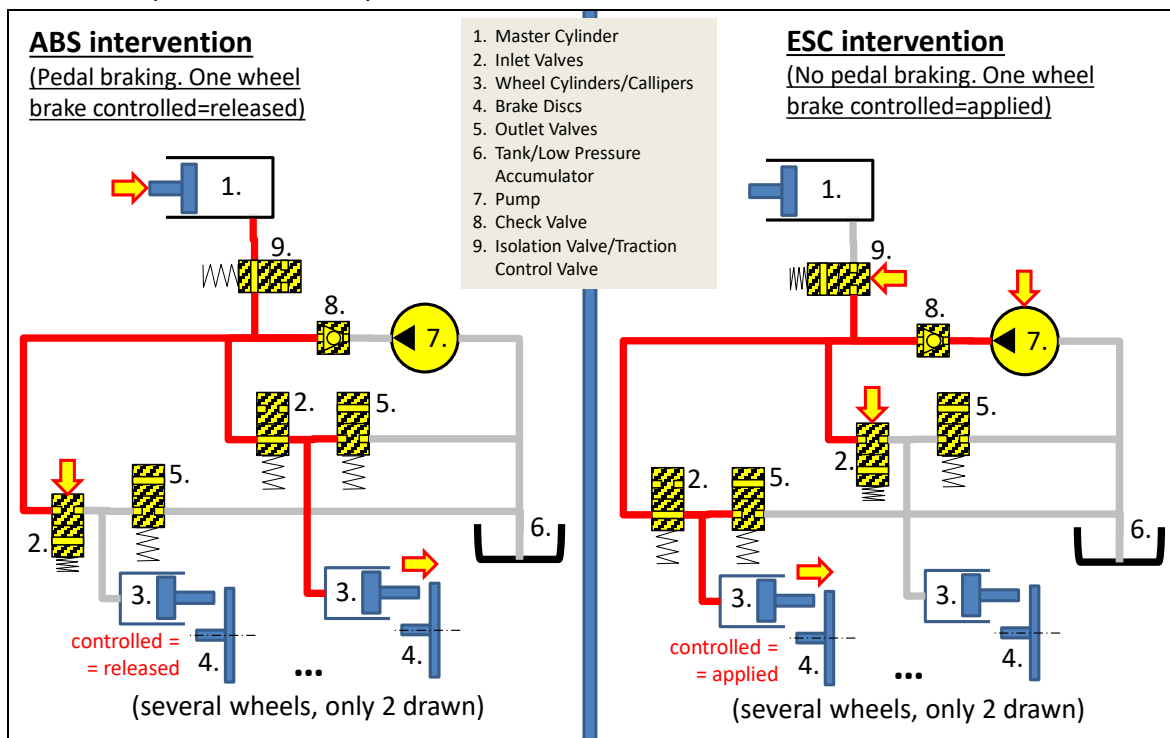 ABS intervention
(Pedal braking. One wheel
brake controlled=released)
1. Master Cylinder
2. Inlet Valves
3. Wheel Cylinders/Callipers
4. Brake Discs
5. Outlet Valves
6. Tank/Low Pressure
Accumulator
7. Pump
8. Check Valve
9. Isolation Valve/Traction
Control Valve
ESC intervention
(No pedal braking. One wheel
brake controlled=applied)
1.
9.
8.
7.
2.
5.
5.
2.
6.
3.
3.
controlled =
= released
4.
...
4.
(several wheels, only 2 drawn)
1.
9.
8.
7.
5.
2.
2.
5.
6.
3.
3.
controlled =
= applied
4.
...
4.
(several wheels, only 2 drawn)